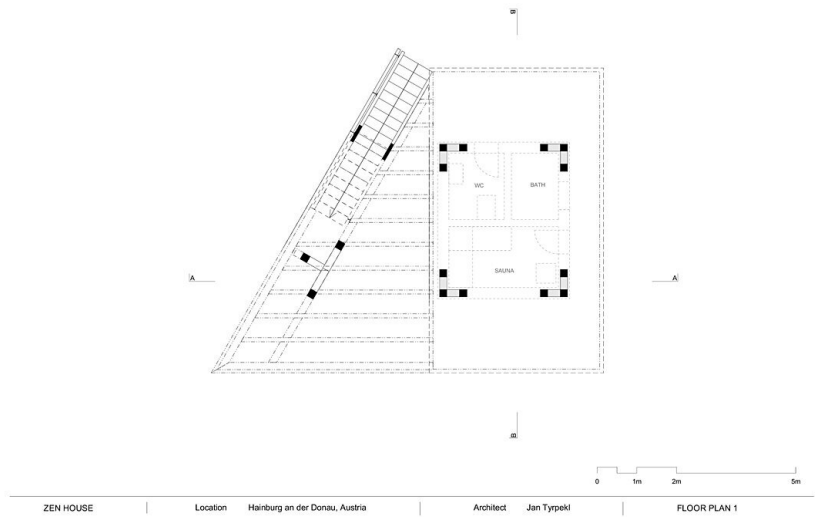 B
WC
BATH
SAUNA
A
A
B
0 1m 2m 5m
ZEN HOUSE Location Hainburg an der Donau, Austria Architect Jan Tyrpekl FLOOR PLAN 1